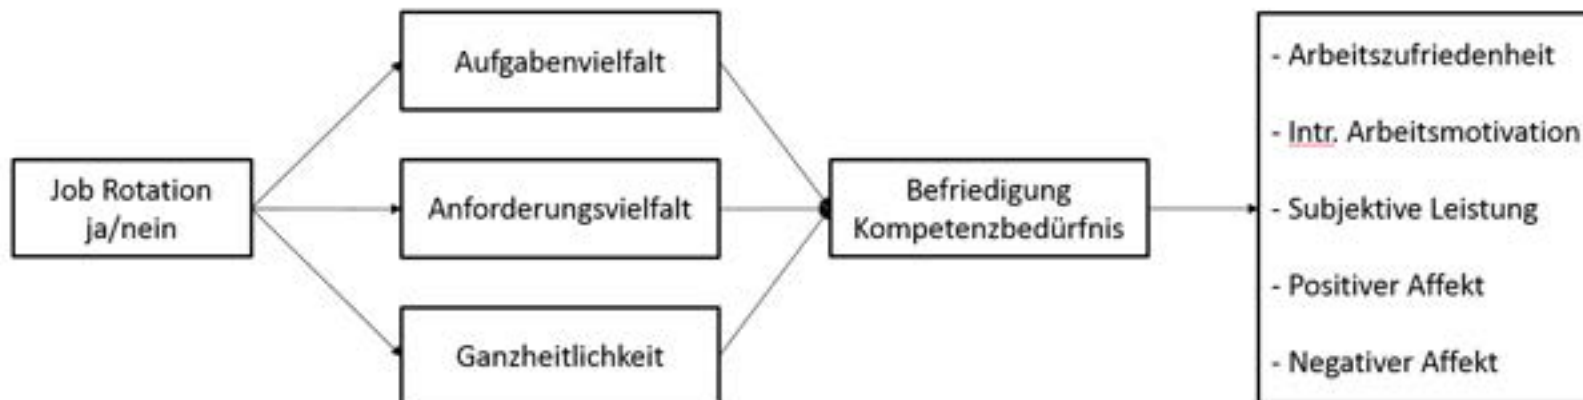 Job Rotation
ja/nein
Aufgabenvielfalt
Anforderungsvielfalt
Ganzheitlichkeit
Befriedigung
Kompetenzbedürfnis
- Arbeitszufriedenheit
- Intr. Arbeitsmotivation
- Subjektive Leistung
- Positiver Affekt
- Negativer Affekt